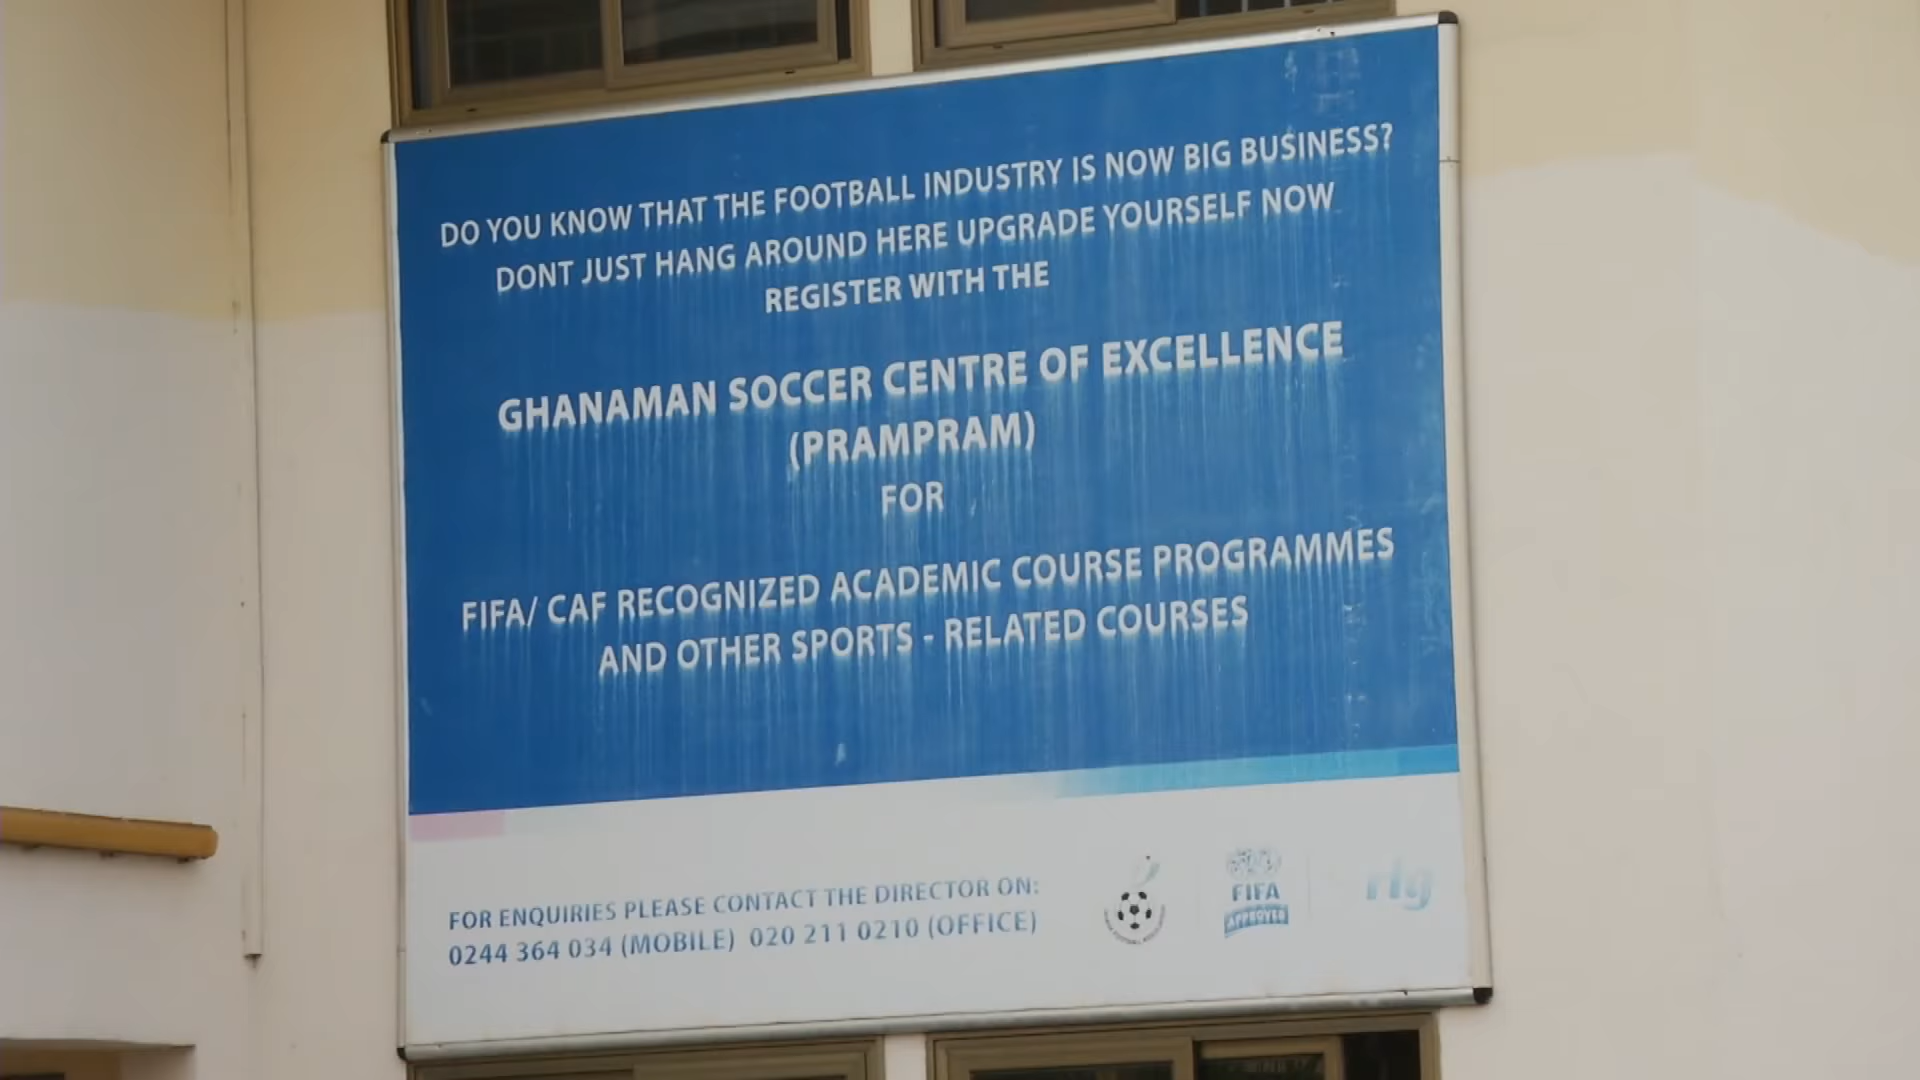 DO YOU KNOW THAT THE FOOTBALL INDUSTRY IS NOW BIG BUSINESS?
DONT JUST HANG AROUND HERE UPGRADE YOURSELF NOW
REGISTER WITH THE
GHANAMAN SOCCER CENTRE OF EXCELLENCE
(PRAMPRAM)
FOR
FIFA/ CAF RECOGNIZED ACADEMIC COURSE PROGRAMMES
AND OTHER SPORTS - RELATED COURSES
FOR ENQUIRIES PLEASE CONTACT THE DIRECTOR ON:
0244 364 034 (MOBILE) 020 211 0210 (OFFICE)
FIFA
APPROVED
rlg